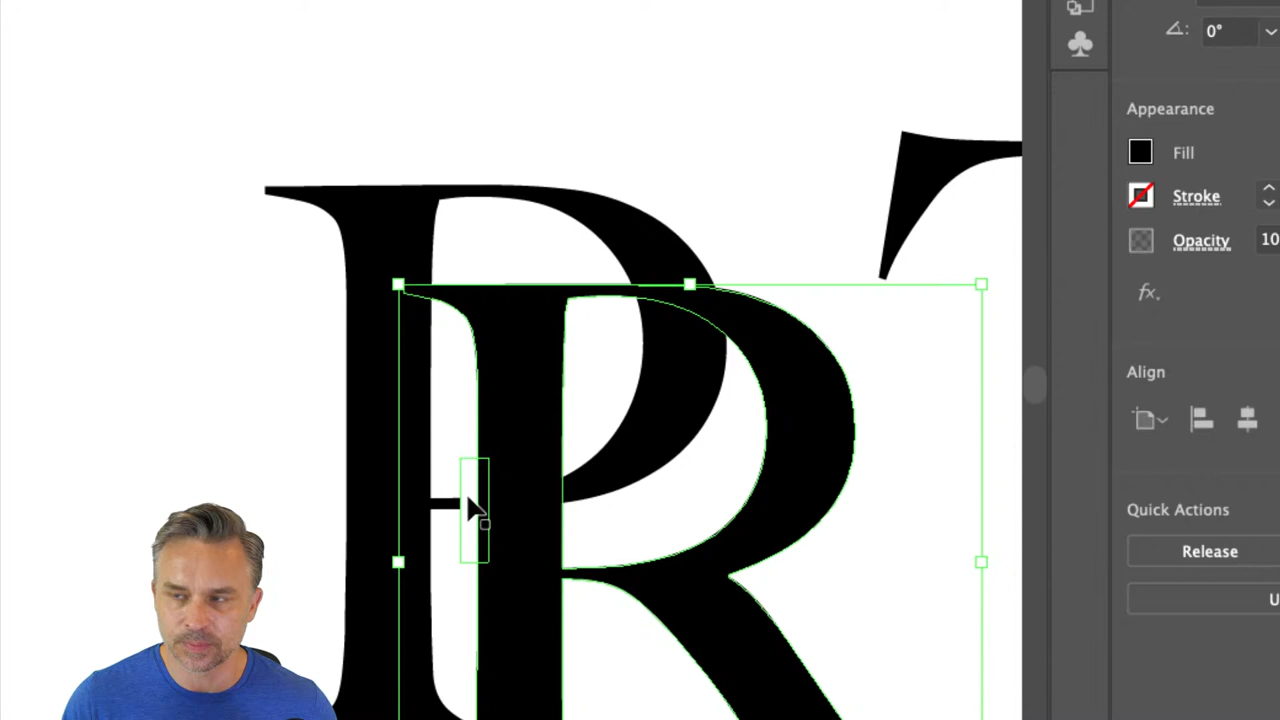 0°
Appearance
Fill
Stroke
Opacity 10
fx.
Align
Quick Actions
Release
U
P
R